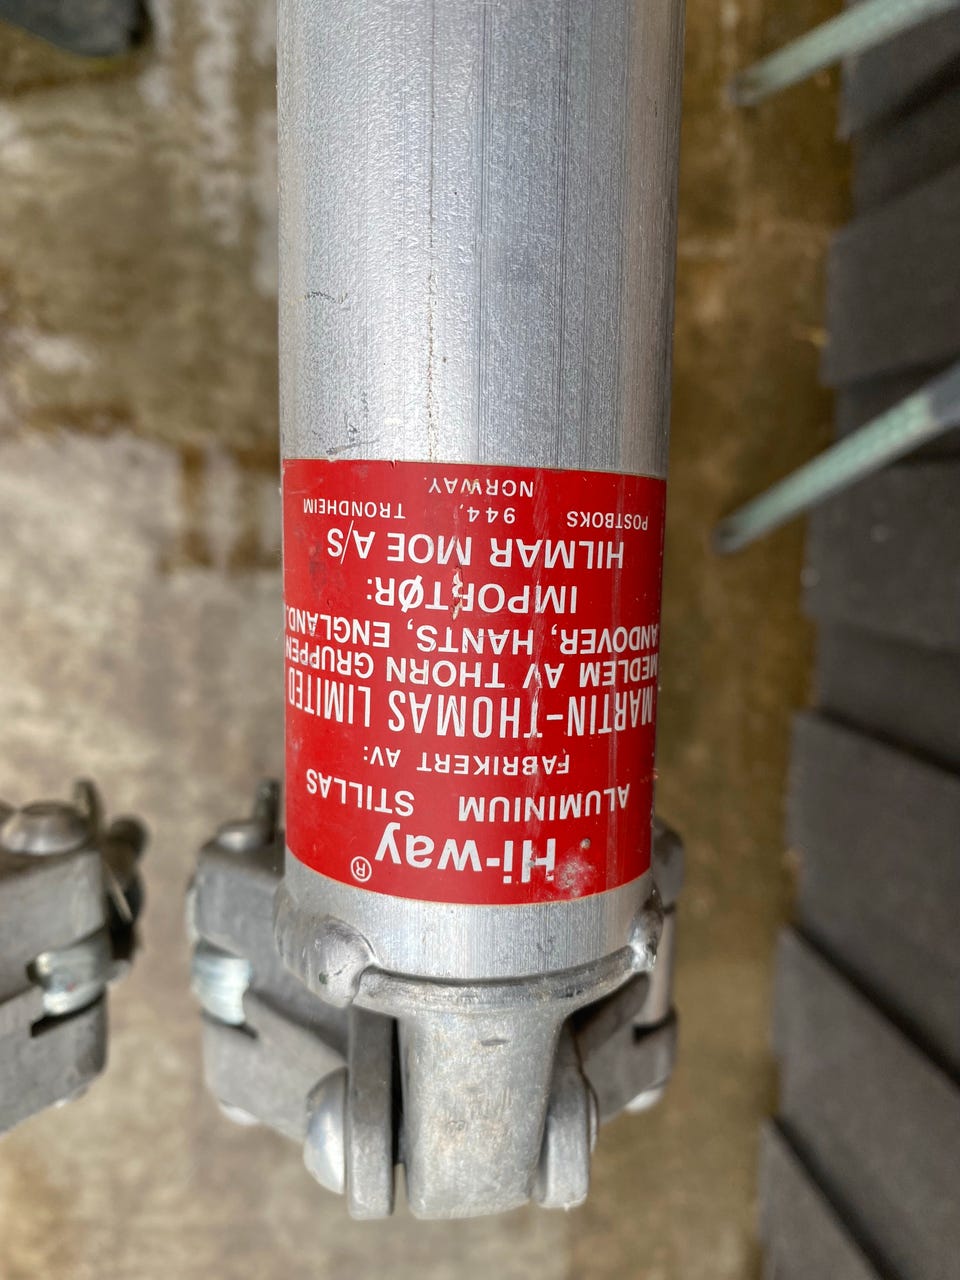 Hi-way ®
ALUMINIUM STILLAS
FABRIKERT AV:
MARTIN-THOMAS LIMITED
MEDLEM AV THORN GRUPPEN
ANDOVER, HANTS, ENGLAND.
IMPORTØR:
HILMAR MOE A/S
POSTBOKS 944, TRONDHEIM
NORWAY.